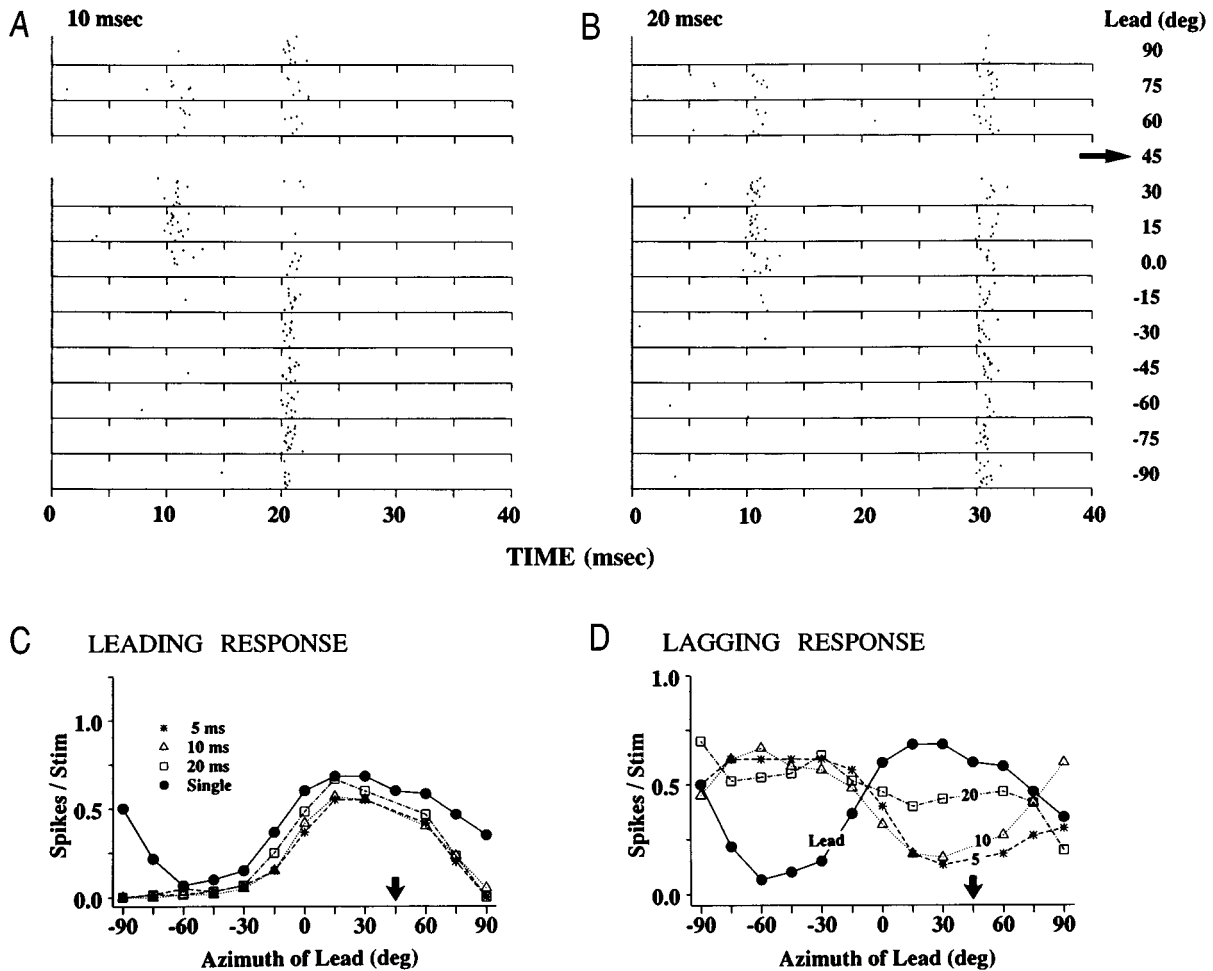 A 10 msec B 20 msec Lead (deg)
90
75
60
45
30
15
0.0
-15
-30
-45
-60
-75
-90
0 10 20 30 40 0 10 20 30 40
TIME (msec)
C LEADING RESPONSE
1.0
0.5
0.0
Spikes / Stim
5 ms
10 ms
20 ms
Single
-90 -60 -30 0 30 60 90
Azimuth of Lead (deg)
D LAGGING RESPONSE
1.0
0.5
0.0
Spikes / Stim
Lead
20
10
5
-90 -60 -30 0 30 60 90
Azimuth of Lead (deg)